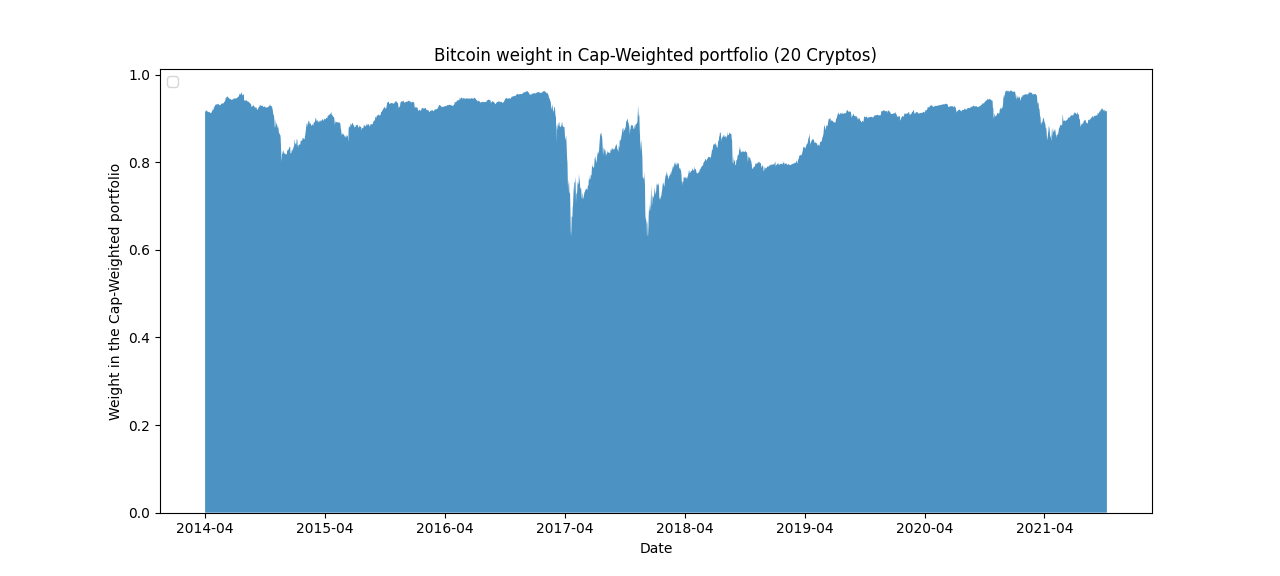 Bitcoin weight in Cap-Weighted portfolio (20 Cryptos)
Weight in the Cap-Weighted portfolio
1.0
0.8
0.6
0.4
0.2
0.0
2014-04 2015-04 2016-04 2017-04 2018-04 2019-04 2020-04 2021-04
Date